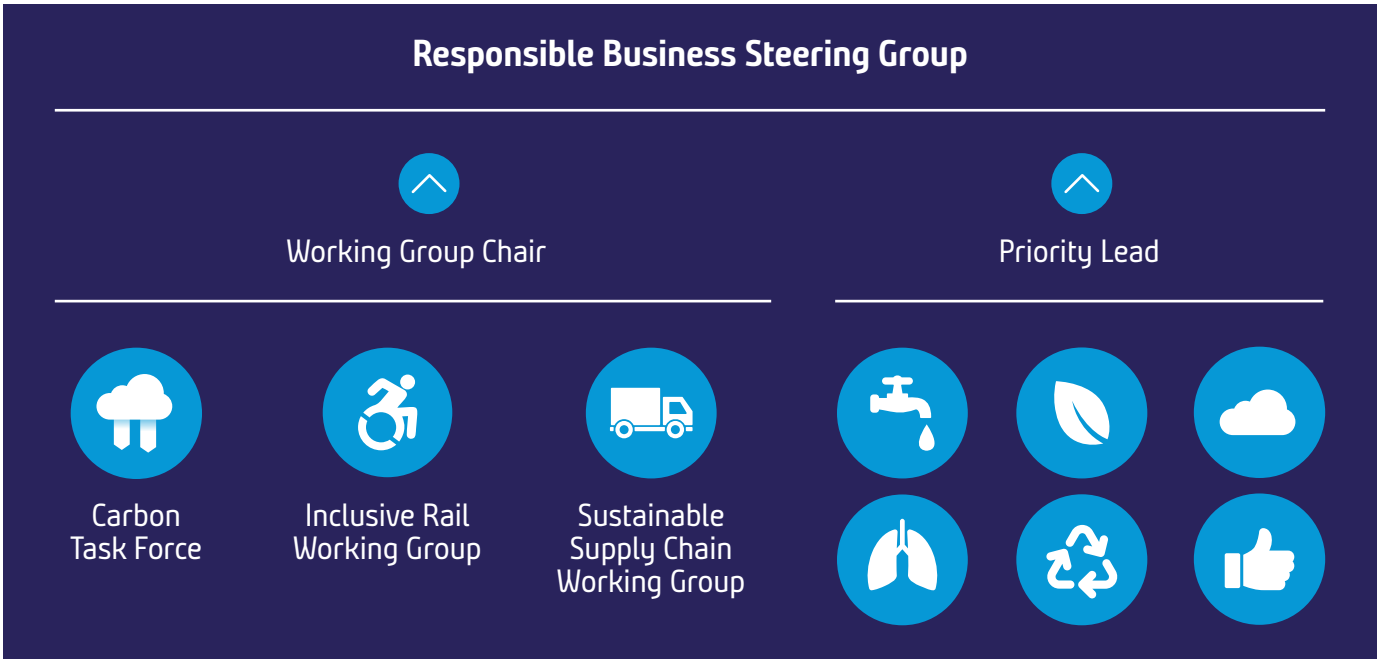 Responsible Business Steering Group
Working Group Chair
Priority Lead
Carbon
Task Force
Inclusive Rail
Working Group
Sustainable
Supply Chain
Working Group